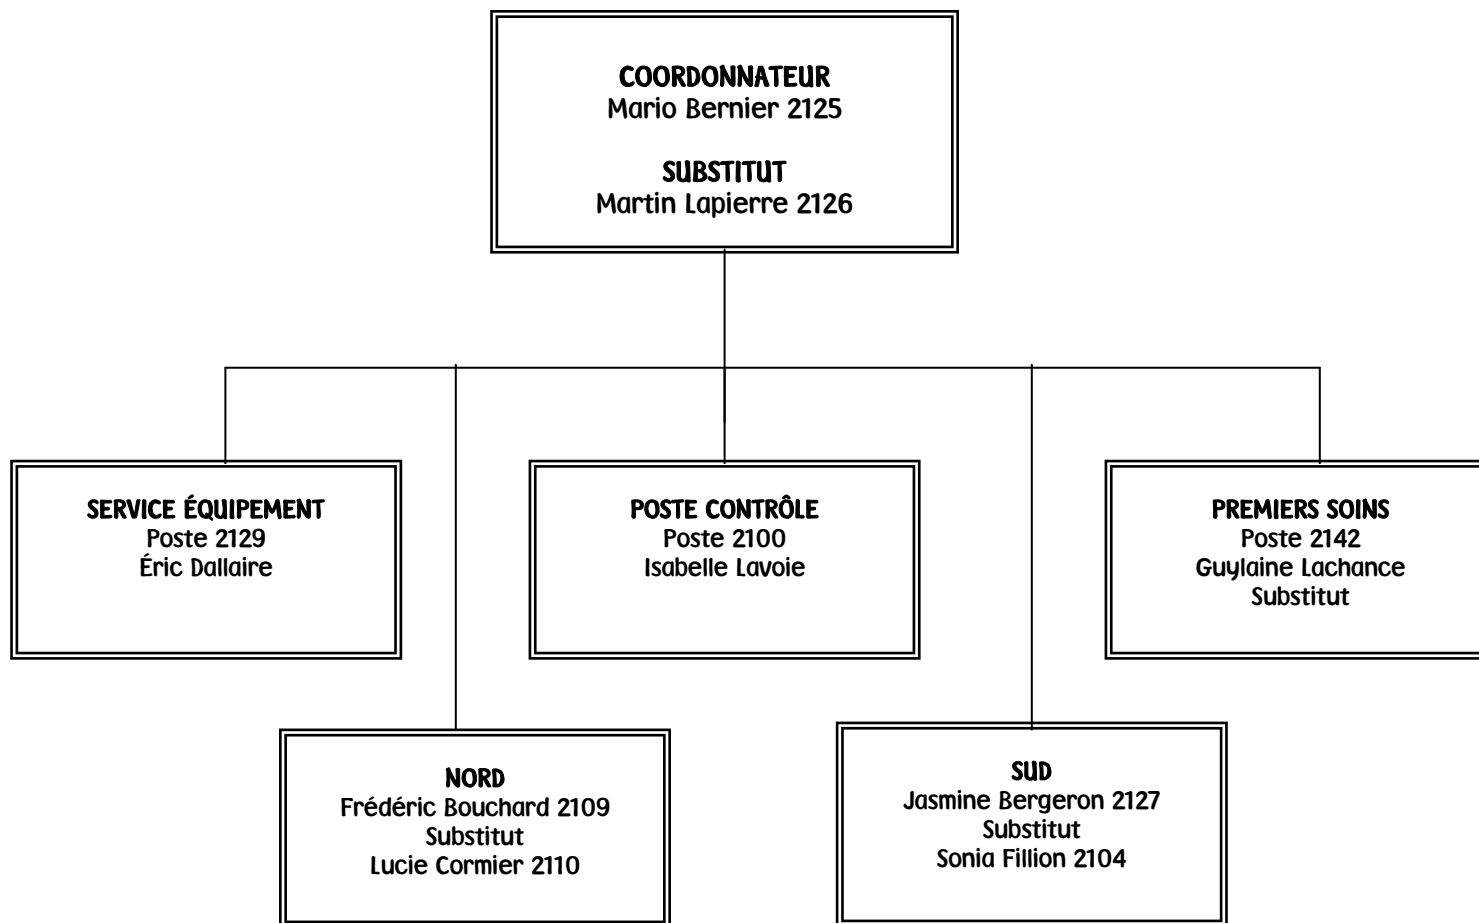 COORDONNATEUR
Mario Bernier 2125
SUBSTITUT
Martin Lapierre 2126
SERVICE ÉQUIPEMENT
Poste 2129
Éric Dallaire
POSTE CONTRÔLE
Poste 2100
Isabelle Lavoie
PREMIERS SOINS
Poste 2142
Guylaine Lachance
Substitut
NORD
Frédéric Bouchard 2109
Substitut
Lucie Cormier 2110
SUD
Jasmine Bergeron 2127
Substitut
Sonia Fillion 2104